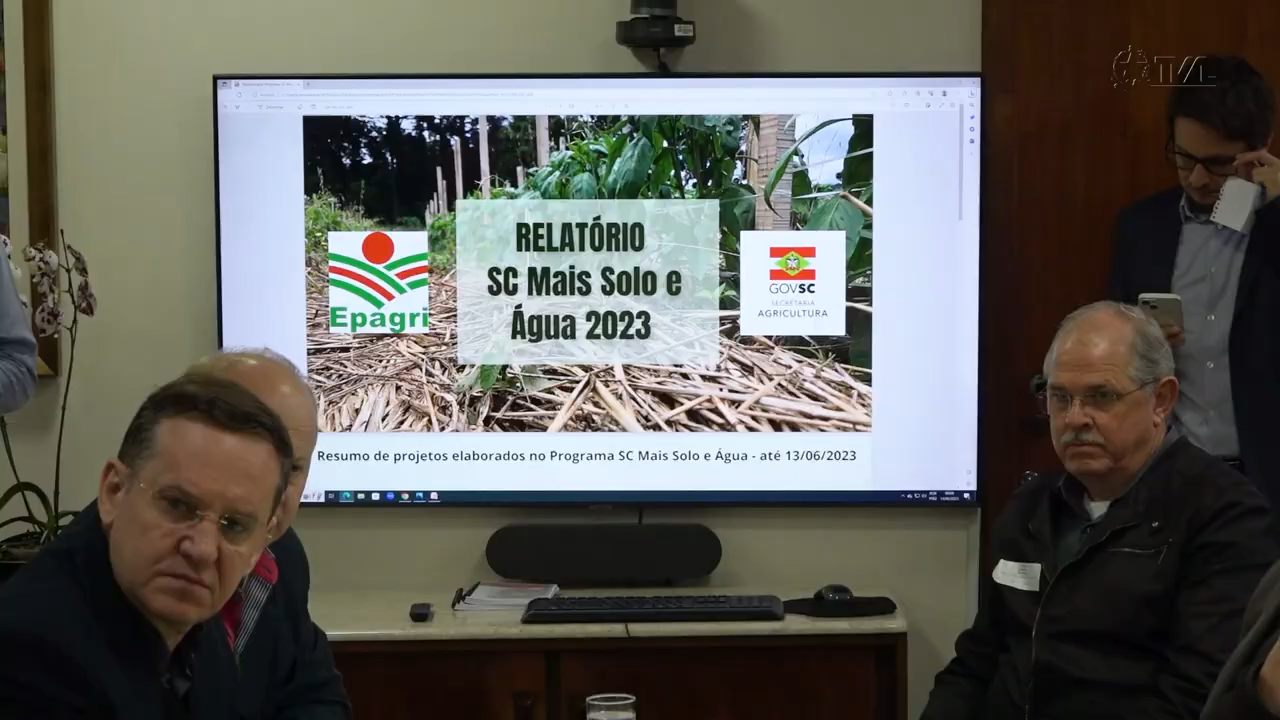 TVAL
RELATÓRIO
SC Mais Solo e
Água 2023
Epagri
GOVSC
SECRETARIA
AGRICULTURA
Resumo de projetos elaborados no Programa SC Mais Solo e Água - até 13/06/2023